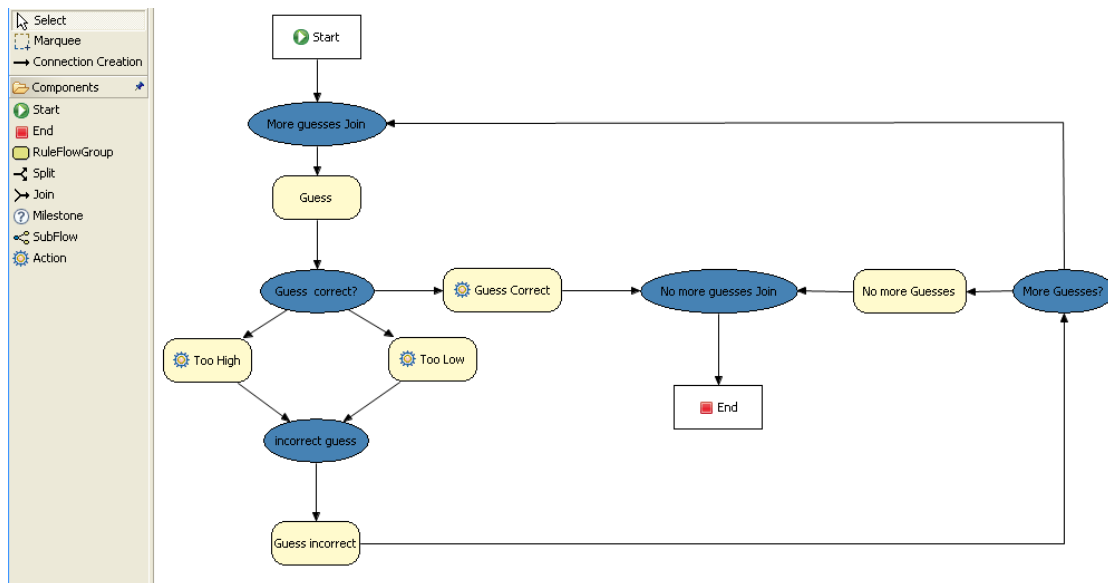 Select
Marquee
Connection Creation
Components
Start
End
RuleFlowGroup
Split
Join
Milestone
SubFlow
Action
Start
More guesses Join
Guess
Guess correct?
Guess Correct
No more guesses Join
No more Guesses
More Guesses?
Too High
Too Low
End
incorrect guess
Guess incorrect